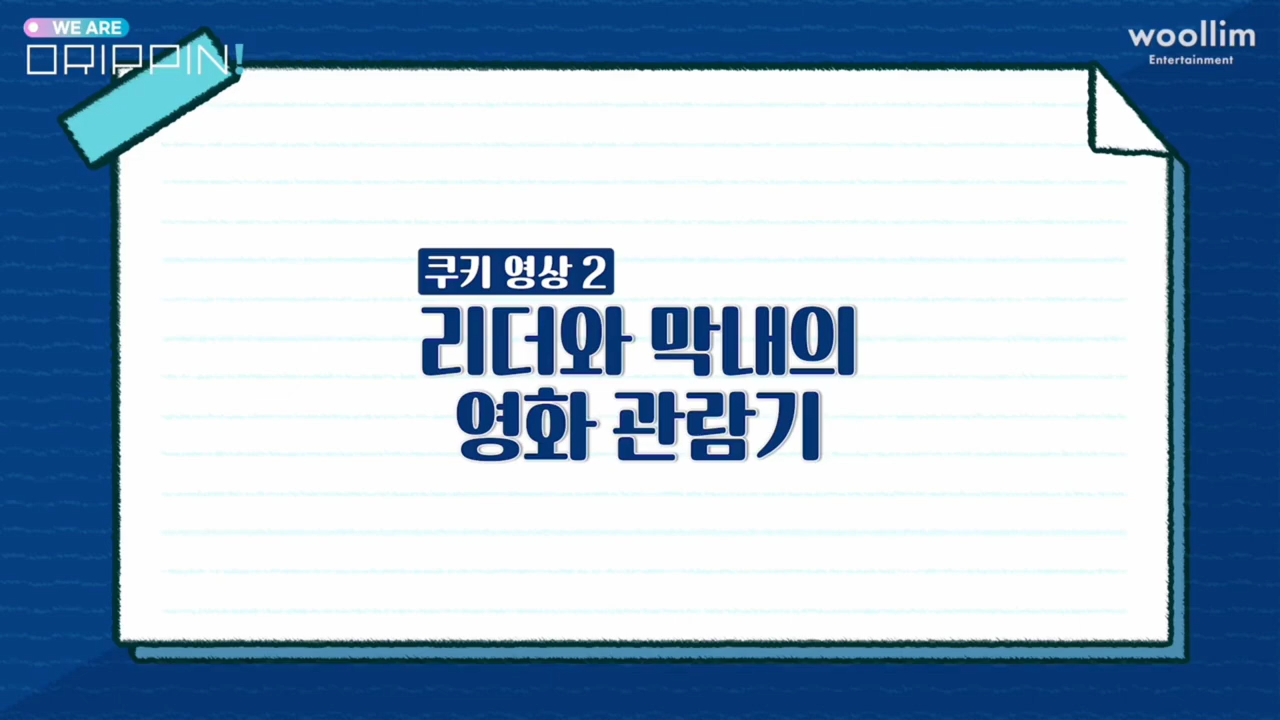 WE ARE
DRIPPIN!
woollim
Entertainment
쿠키 영상 2
리더와 막내의
영화 관람기